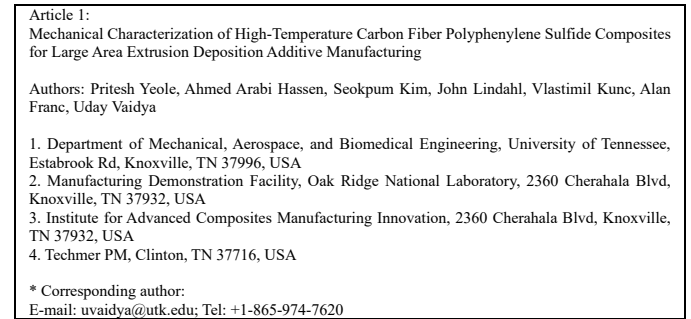 Article 1:
Mechanical Characterization of High-Temperature Carbon Fiber Polyphenylene Sulfide Composites
for Large Area Extrusion Deposition Additive Manufacturing
Authors: Pritesh Yeole, Ahmed Arabi Hassen, Seokpum Kim, John Lindahl, Vlastimil Kunc, Alan
Franc, Uday Vaidya
1. Department of Mechanical, Aerospace, and Biomedical Engineering, University of Tennessee,
Estabrook Rd, Knoxville, TN 37996, USA
2. Manufacturing Demonstration Facility, Oak Ridge National Laboratory, 2360 Cherahala Blvd,
Knoxville, TN 37932, USA
3. Institute for Advanced Composites Manufacturing Innovation, 2360 Cherahala Blvd, Knoxville,
TN 37932, USA
4. Techmer PM, Clinton, TN 37716, USA
* Corresponding author:
E-mail: uvaidya@utk.edu; Tel: +1-865-974-7620